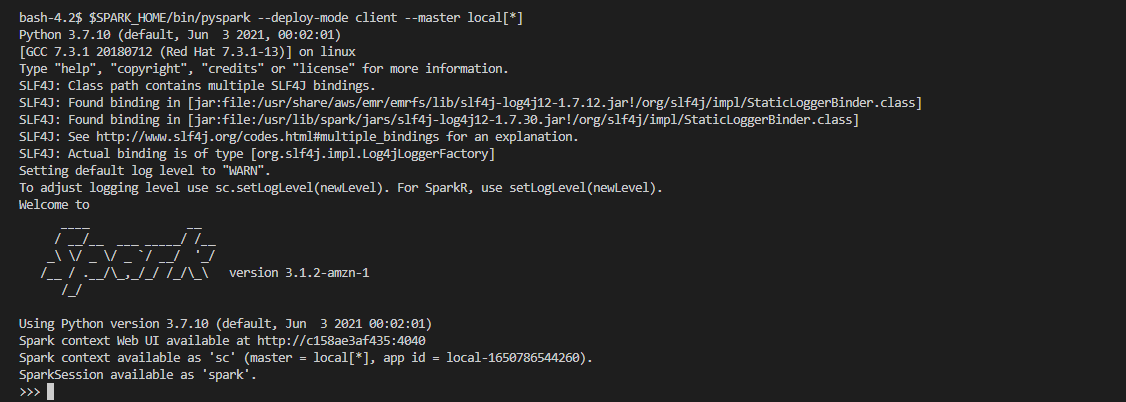 bash-4.2$ $SPARK_HOME/bin/pyspark --deploy-mode client --master local[*]
Python 3.7.10 (default, Jun  3 2021, 00:02:01)
[GCC 7.3.1 20180712 (Red Hat 7.3.1-13)] on linux
Type "help", "copyright", "credits" or "license" for more information.
SLF4J: Class path contains multiple SLF4J bindings.
SLF4J: Found binding in [jar:file:/usr/share/aws/emr/emrfs/lib/slf4j-log4j12-1.7.12.jar!/org/slf4j/impl/StaticLoggerBinder.class]
SLF4J: Found binding in [jar:file:/usr/lib/spark/jars/slf4j-log4j12-1.7.30.jar!/org/slf4j/impl/StaticLoggerBinder.class]
SLF4J: See http://www.slf4j.org/codes.html#multiple_bindings for an explanation.
SLF4J: Actual binding is of type [org.slf4j.impl.Log4jLoggerFactory]
Setting default log level to "WARN".
To adjust logging level use sc.setLogLevel(newLevel). For SparkR, use setLogLevel(newLevel).
Welcome to
      ____              __
     / __/__  ___ _____/ /__
    _\ \/ _ \/ _ `/ __/  '_/
   /__ / .__/\_,_/_/ /_/\_\   version 3.1.2-amzn-1
      /_/
Using Python version 3.7.10 (default, Jun  3 2021 00:02:01)
Spark context Web UI available at http://c158ae3af435:4040
Spark context available as 'sc' (master = local[*], app id = local-1650786544260).
SparkSession available as 'spark'.
>>>